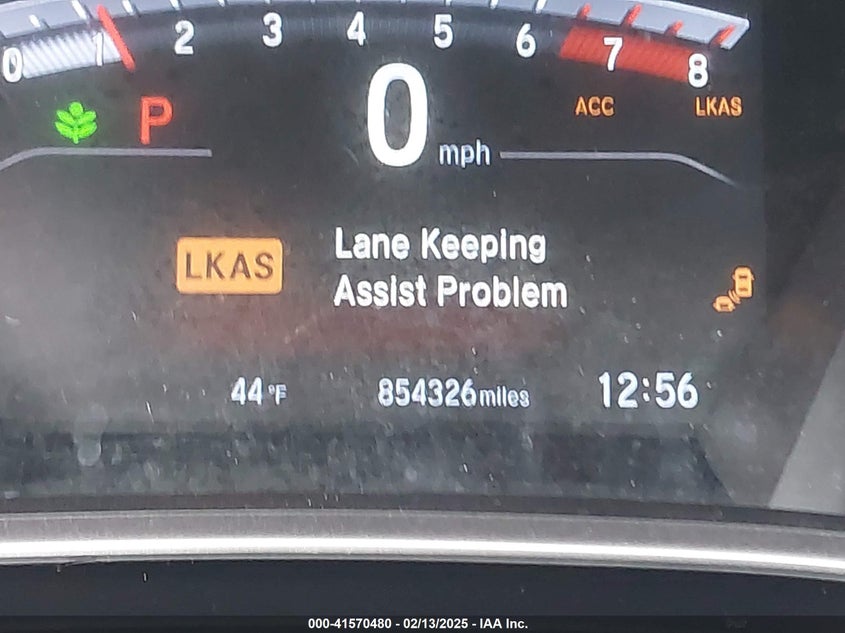 0 1 2 3 4 5 6 7 8
P
0 mph
ACC LKAS
LKAS
Lane Keeping
Assist Problem
44°F 854326 miles 12:56
000-41570480 - 02/13/2025 - IAA Inc.